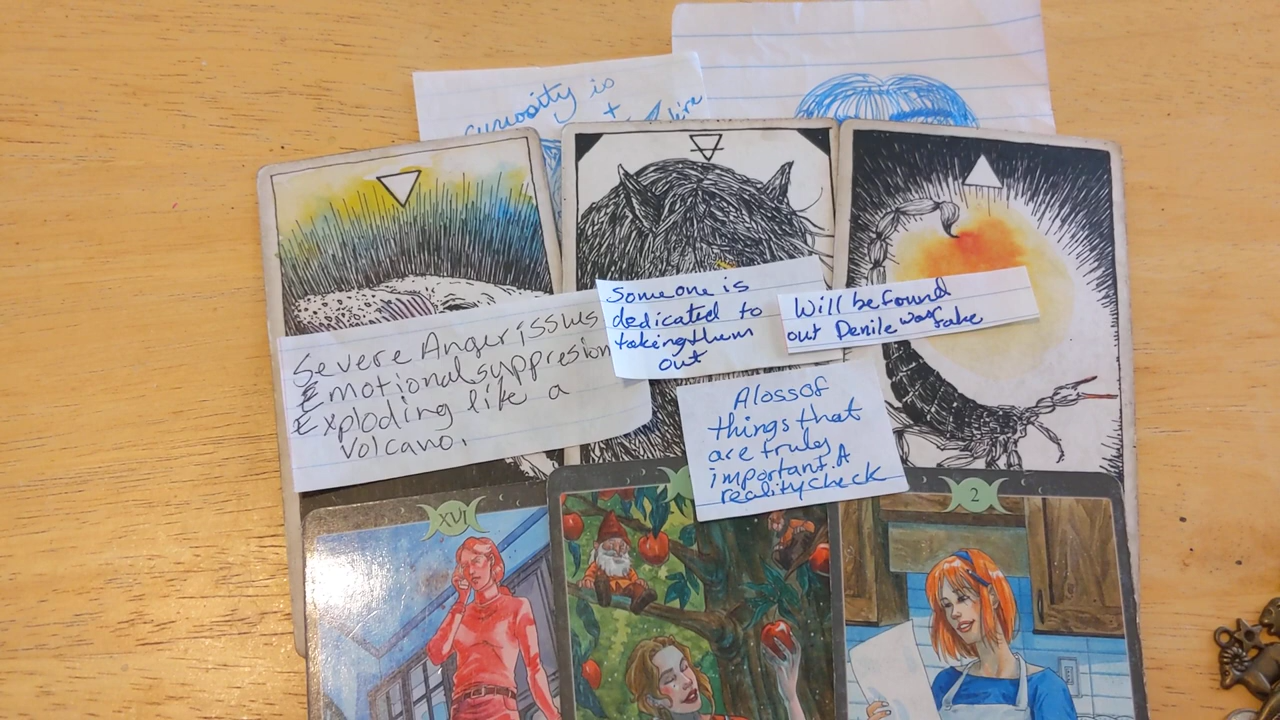 curiosity is
+
Severe Anger issus
Emotional suppresion
Exploding like a
Volcano.
Someone is
dedicated to
taking them
out
Will be found
out Denile was fake
A loss of
things that
are truly
important. A
reality check
XVI
2